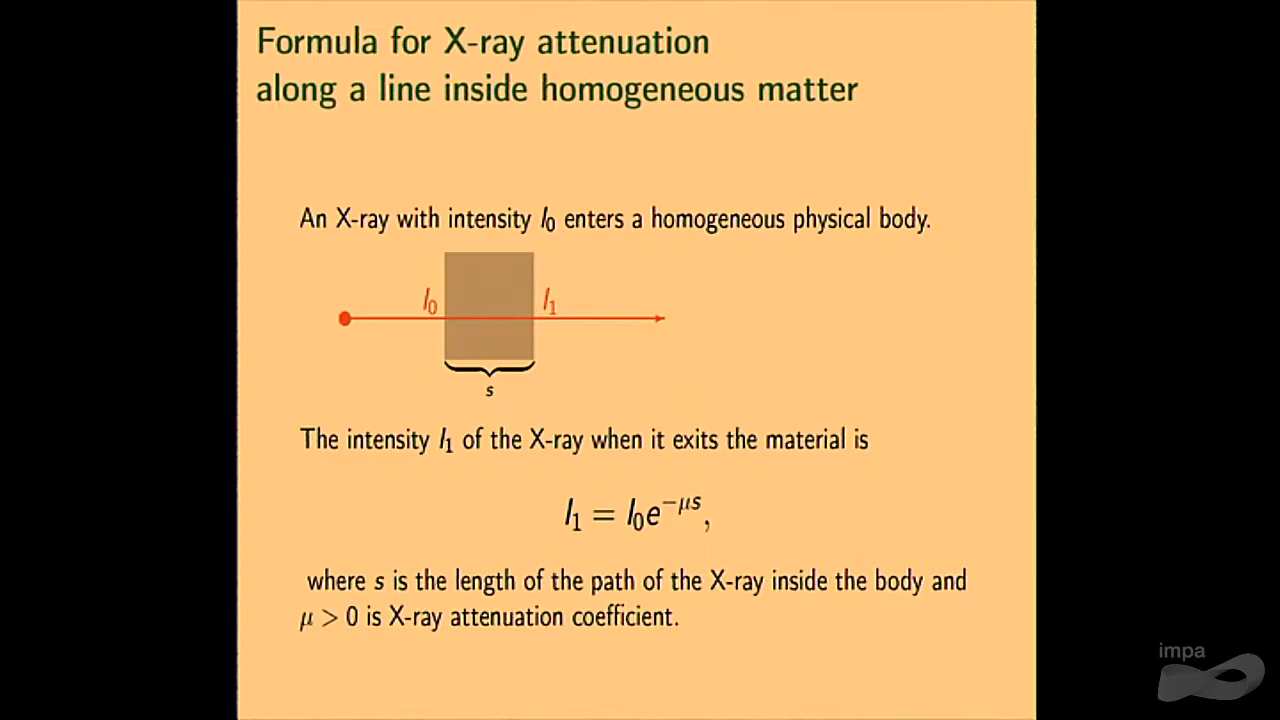 Formula for X-ray attenuation
along a line inside homogeneous matter
An X-ray with intensity I₀ enters a homogeneous physical body.
I₀ I₁
s
The intensity I₁ of the X-ray when it exits the material is
I₁ = I₀e^{−μs},
where s is the length of the path of the X-ray inside the body and
μ > 0 is X-ray attenuation coefficient.
impa